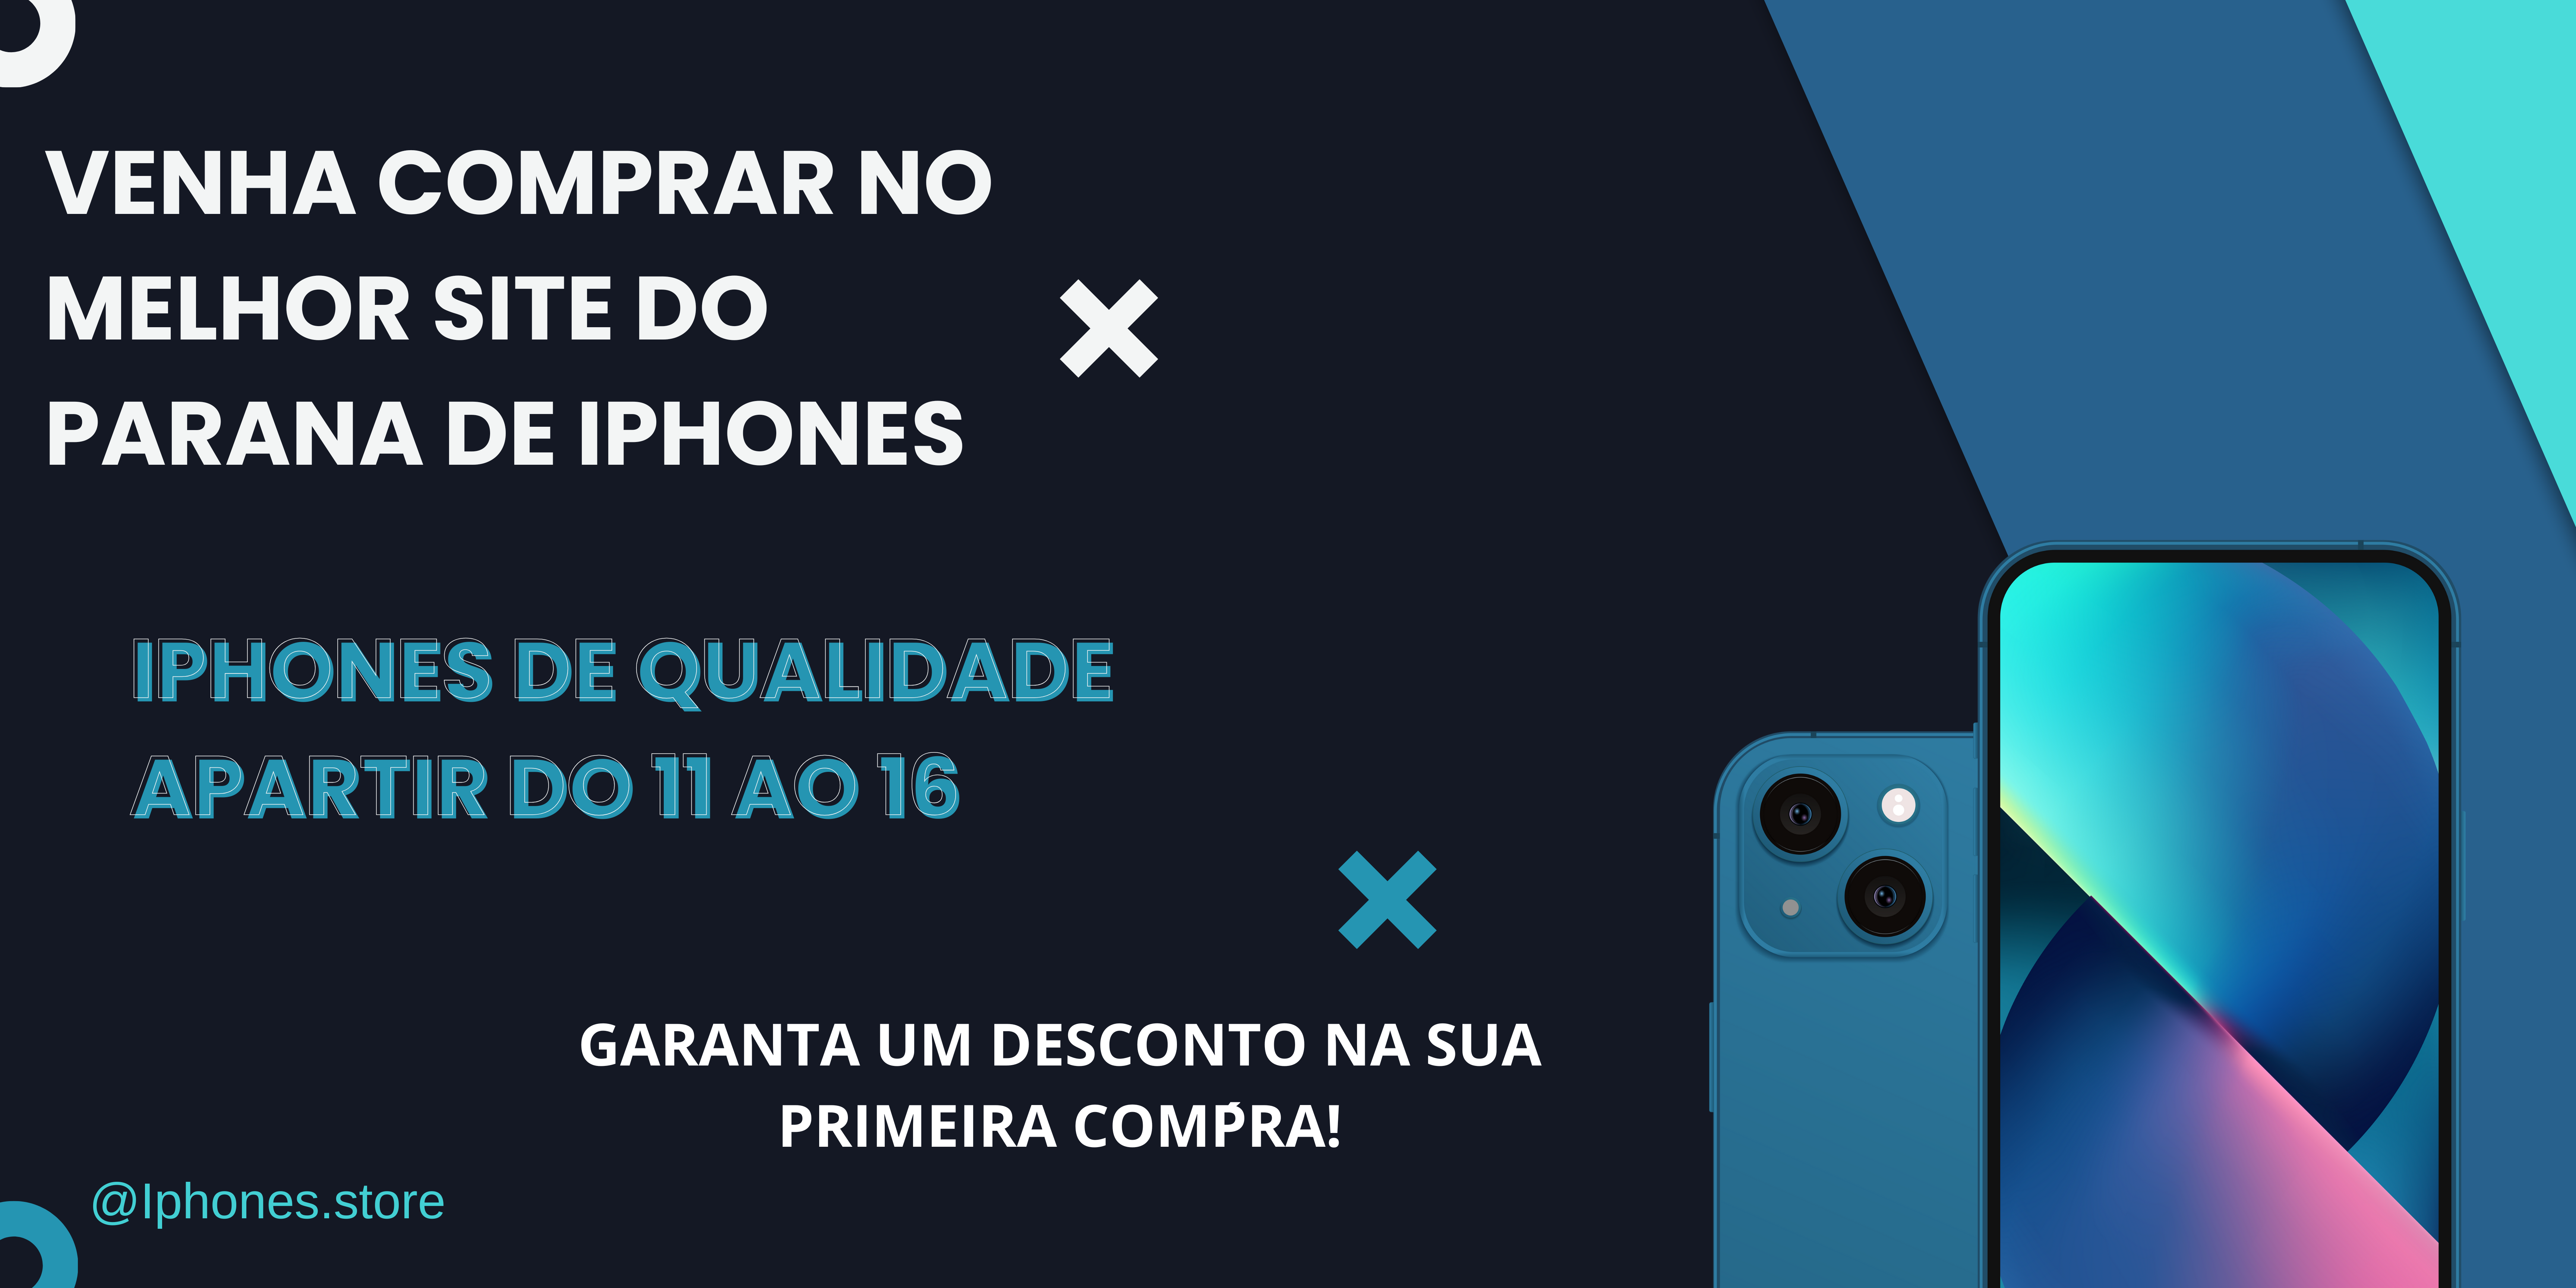 VENHA COMPRAR NO
MELHOR SITE DO
PARANA DE IPHONES
IPHONES DE QUALIDADE
APARTIR DO 11 AO 16
GARANTA UM DESCONTO NA SUA
PRIMEIRA COMṔRA!
@Iphones.store